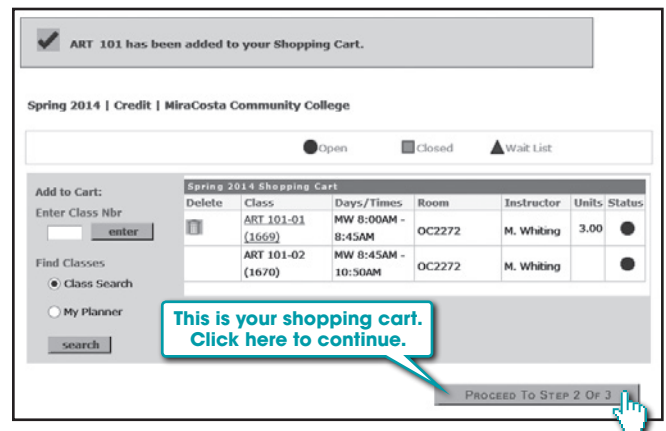 ART 101 has been added to your Shopping Cart.
Spring 2014 | Credit | MiraCosta Community College
Open Closed Wait List
Add to Cart:
Enter Class Nbr
enter
Find Classes
Class Search
My Planner
search
Spring 2014 Shopping Cart
Delete Class Days/Times Room Instructor Units Status
ART 101-01 MW 8:00AM - OC2272 M. Whiting 3.00
(1669) 8:45AM
ART 101-02 MW 8:45AM - OC2272 M. Whiting
(1670) 10:50AM
This is your shopping cart.
Click here to continue.
PROCEED TO STEP 2 OF 3